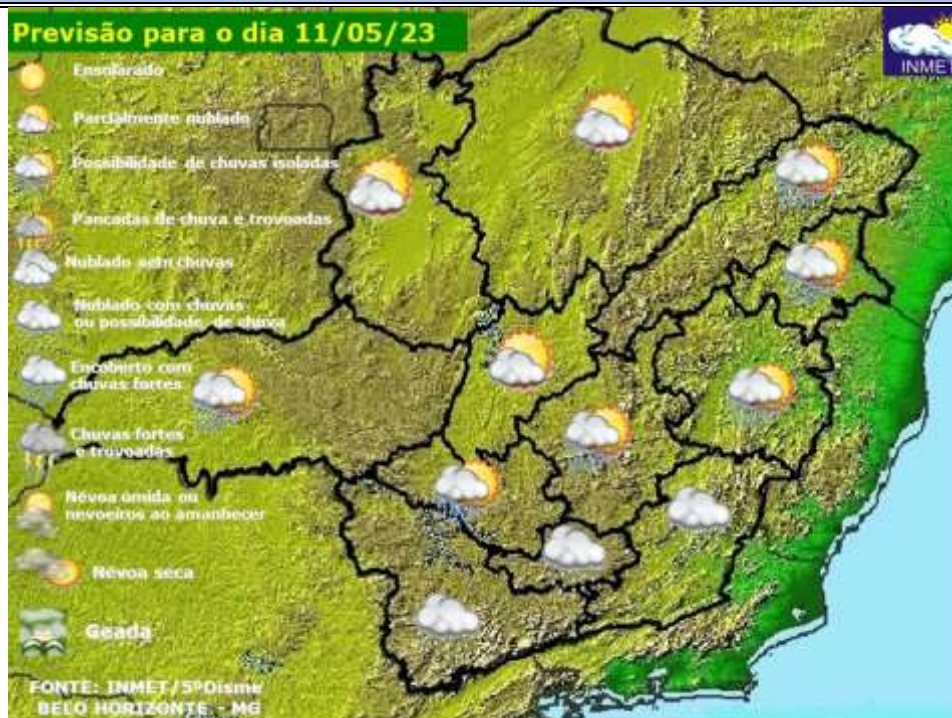 Previsão para o dia 11/05/23
INMET
Ensolarado
Parcialmente nublado
Possibilidade de chuvas isoladas
Pancadas de chuva e trovoadas
Nublado sem chuvas
Nublado com chuvas
ou possibilidade de chuva
Encoberto com
chuvas fortes
Chuvas fortes
e trovoadas
Névoa úmida ou
nevoeiros ao amanhecer
Névoa seca
Geada
FONTE: INMET/5ºDisme
BELO HORIZONTE - MG